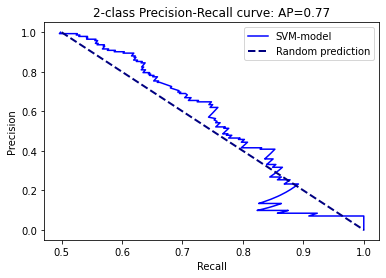 2-class Precision-Recall curve: AP=0.77
SVM-model
Random prediction
Precision
1.0
0.8
0.6
0.4
0.2
0.0
0.5 0.6 0.7 0.8 0.9 1.0
Recall